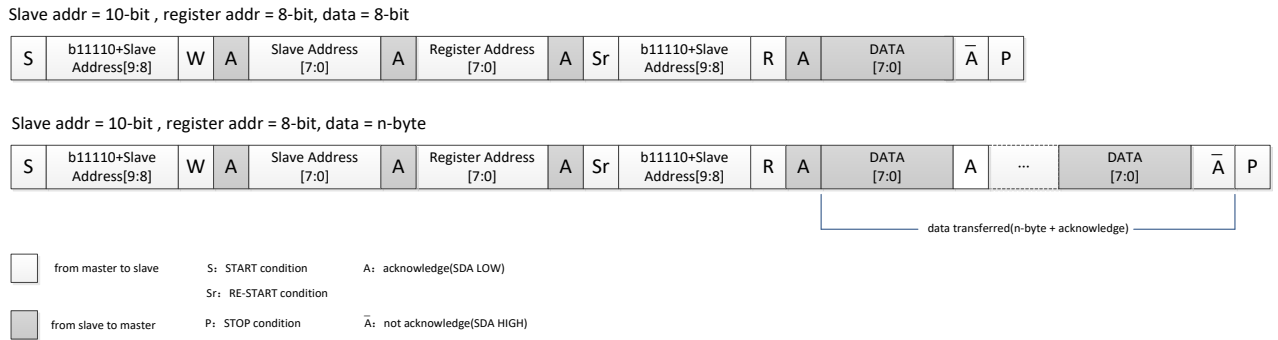 Slave addr = 10-bit , register addr = 8-bit, data = 8-bit
S b11110+Slave Address[9:8] W A Slave Address [7:0] A Register Address [7:0] A Sr b11110+Slave Address[9:8] R A DATA [7:0] A̅ P
Slave addr = 10-bit , register addr = 8-bit, data = n-byte
S b11110+Slave Address[9:8] W A Slave Address [7:0] A Register Address [7:0] A Sr b11110+Slave Address[9:8] R A DATA [7:0] A ... DATA [7:0] A̅ P
data transferred(n-byte + acknowledge)
from master to slave S: START condition A: acknowledge(SDA LOW)
Sr: RE-START condition
from slave to master P: STOP condition A̅: not acknowledge(SDA HIGH)